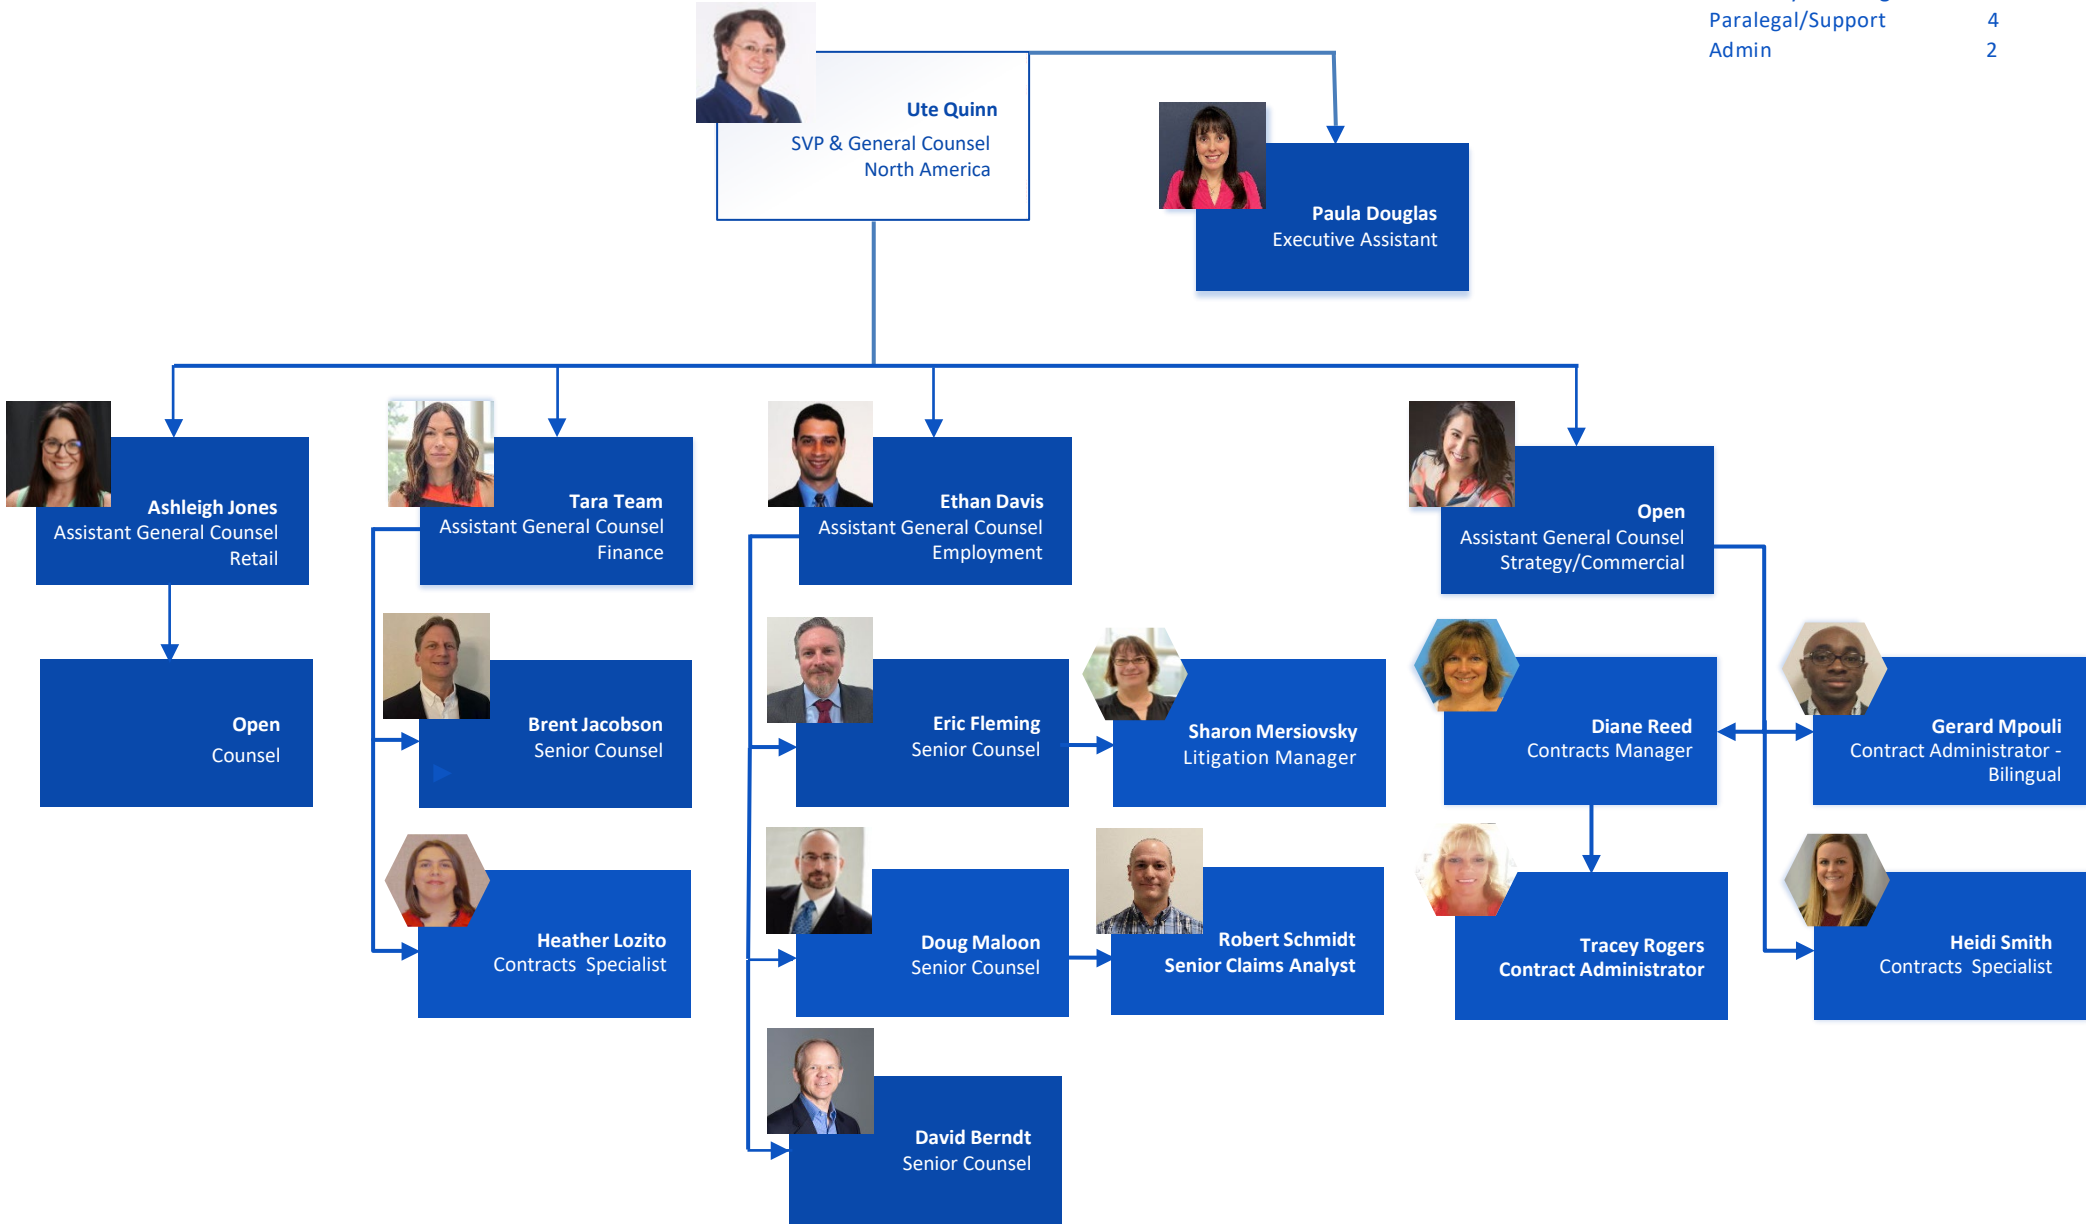 Paralegal/Support 4
Admin 2
Ute Quinn
SVP & General Counsel
North America
Paula Douglas
Executive Assistant
Ashleigh Jones
Assistant General Counsel
Retail
Tara Team
Assistant General Counsel
Finance
Ethan Davis
Assistant General Counsel
Employment
Open
Assistant General Counsel
Strategy/Commercial
Open
Counsel
Brent Jacobson
Senior Counsel
Eric Fleming
Senior Counsel
Sharon Mersiovsky
Litigation Manager
Diane Reed
Contracts Manager
Gerard Mpouli
Contract Administrator -
Bilingual
Heather Lozito
Contracts Specialist
Doug Maloon
Senior Counsel
Robert Schmidt
Senior Claims Analyst
Tracey Rogers
Contract Administrator
Heidi Smith
Contracts Specialist
David Berndt
Senior Counsel